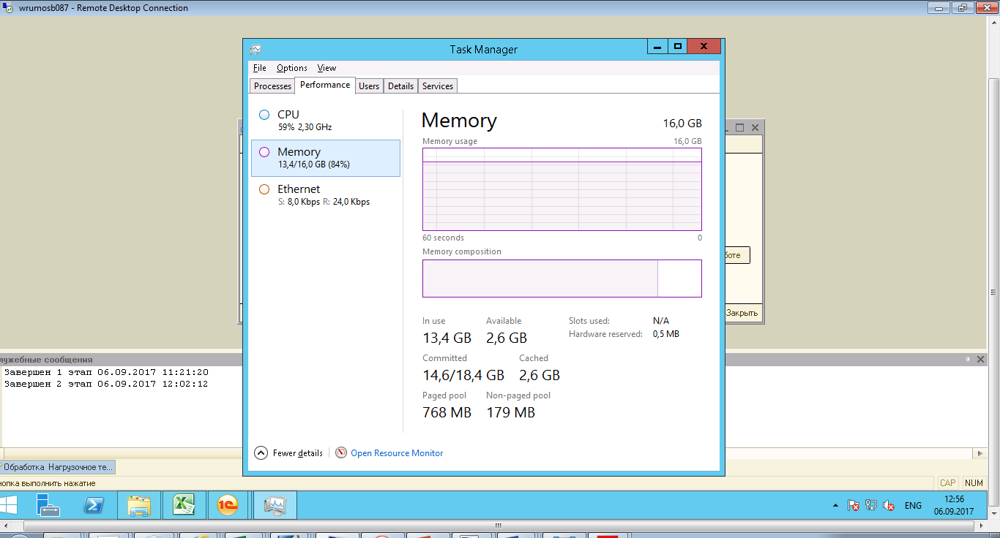 wrumosb087 - Remote Desktop Connection
Task Manager
File Options View
Processes Performance Users Details Services
CPU
59% 2,30 GHz
Memory
13,4/16,0 GB (84%)
Ethernet
S: 8,0 Kbps R: 24,0 Kbps
Memory 16,0 GB
Memory usage 16,0 GB
60 seconds 0
Memory composition
In use
13,4 GB
Available
2,6 GB
Slots used: N/A
Hardware reserved: 0,5 MB
Committed
14,6/18,4 GB
Cached
2,6 GB
Paged pool
768 MB
Non-paged pool
179 MB
Fewer details Open Resource Monitor
боте
Закрыть
лужебные сообщения
Завершен 1 этап 06.09.2017 11:21:20
Завершен 2 этап 06.09.2017 12:02:12
Обработка Нагрузочное те...
нопка выполнить нажатие
CAP NUM
1С
ENG
12:56
06.09.2017